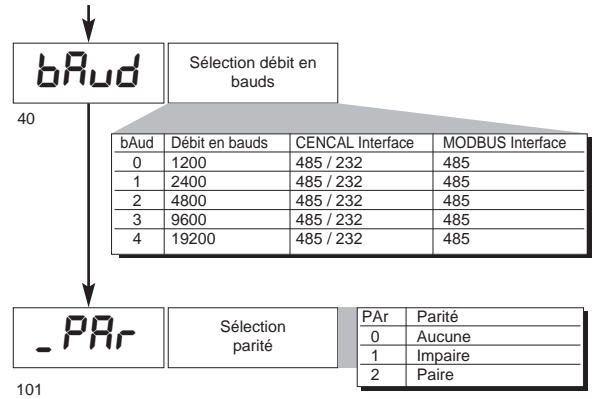 bAud
Sélection débit en
bauds
40
bAud Débit en bauds CENCAL Interface MODBUS Interface
0 1200 485 / 232 485
1 2400 485 / 232 485
2 4800 485 / 232 485
3 9600 485 / 232 485
4 19200 485 / 232 485
_PAr
Sélection
parité
PAr Parité
0 Aucune
1 Impaire
2 Paire
101